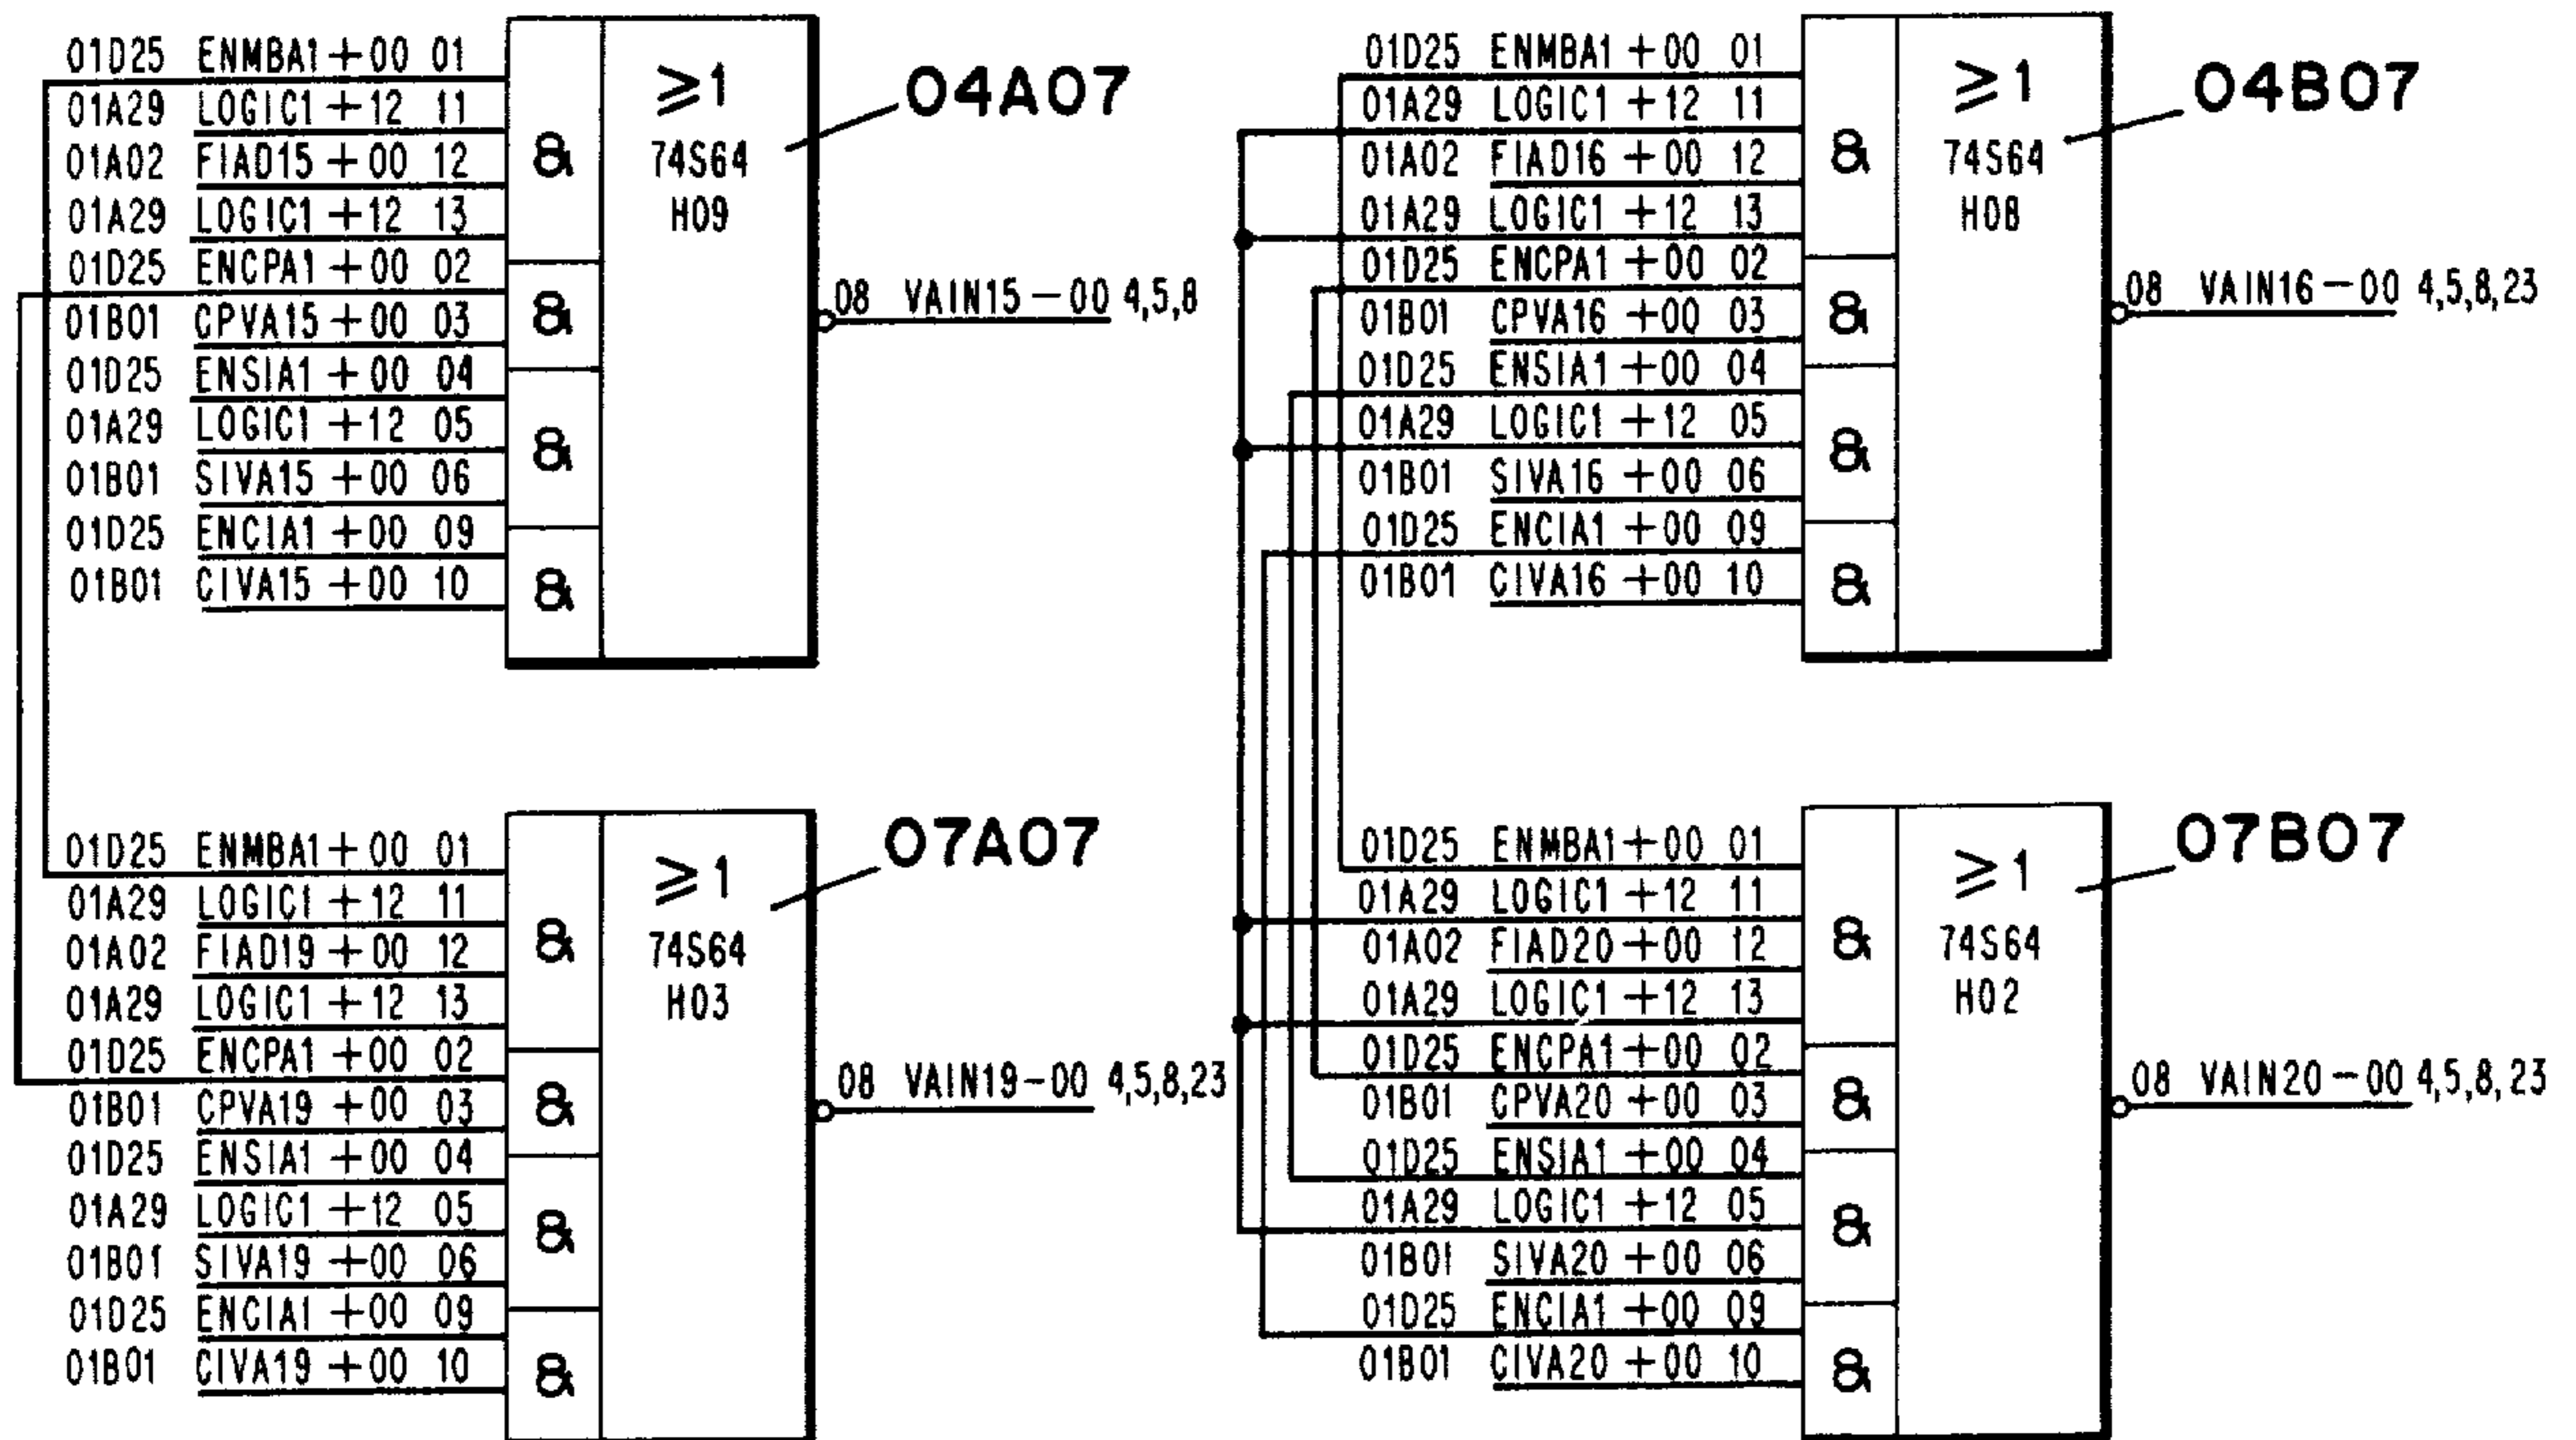 01D25 ENMBA1+00 01
01A29 LOGIC1+12 11
01A02 FIAD15+00 12
01A29 LOGIC1+12 13
01D25 ENCPA1+00 02
01B01 CPVA15+00 03
01D25 ENSIA1+00 04
01A29 LOGIC1+12 05
01B01 SIVA15+00 06
01D25 ENCIA1+00 09
01B01 CIVA15+00 10
&
&
&
&
≥1
74S64
H09
04A07
08 VAIN15-00 4,5,8
01D25 ENMBA1+00 01
01A29 LOGIC1+12 11
01A02 FIAD16+00 12
01A29 LOGIC1+12 13
01D25 ENCPA1+00 02
01B01 CPVA16+00 03
01D25 ENSIA1+00 04
01A29 LOGIC1+12 05
01B01 SIVA16+00 06
01D25 ENCIA1+00 09
01B01 CIVA16+00 10
&
&
&
&
≥1
74S64
H08
04B07
08 VAIN16-00 4,5,8,23
01D25 ENMBA1+00 01
01A29 LOGIC1+12 11
01A02 FIAD19+00 12
01A29 LOGIC1+12 13
01D25 ENCPA1+00 02
01B01 CPVA19+00 03
01D25 ENSIA1+00 04
01A29 LOGIC1+12 05
01B01 SIVA19+00 06
01D25 ENCIA1+00 09
01B01 CIVA19+00 10
&
&
&
&
≥1
74S64
H03
07A07
08 VAIN19-00 4,5,8,23
01D25 ENMBA1+00 01
01A29 LOGIC1+12 11
01A02 FIAD20+00 12
01A29 LOGIC1+12 13
01D25 ENCPA1+00 02
01B01 CPVA20+00 03
01D25 ENSIA1+00 04
01A29 LOGIC1+12 05
01B01 SIVA20+00 06
01D25 ENCIA1+00 09
01B01 CIVA20+00 10
&
&
&
&
≥1
74S64
H02
07B07
08 VAIN20-00 4,5,8,23